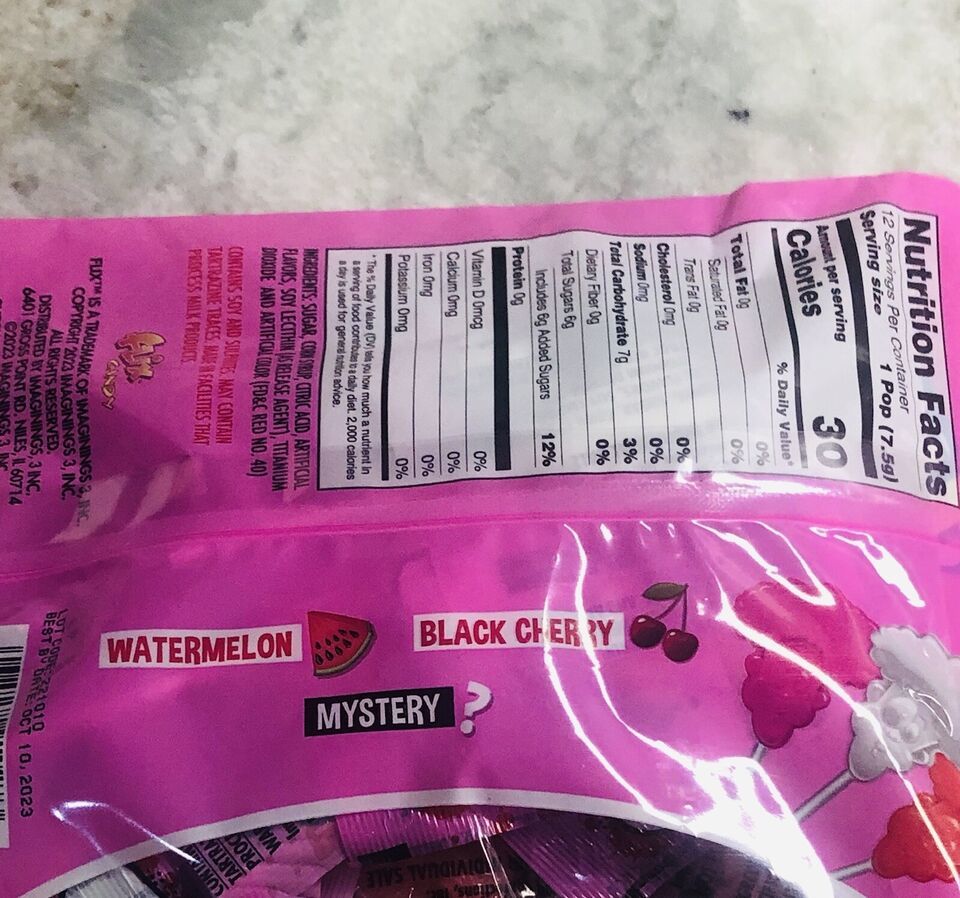 Nutrition Facts
12 Servings Per Container
Serving size 1 Pop (7.5g)
Amount per serving
Calories 30
% Daily Value*
Total Fat 0g 0%
Saturated Fat 0g 0%
Trans Fat 0g
Cholesterol 0mg 0%
Sodium 0mg 0%
Total Carbohydrate 7g 3%
Dietary Fiber 0g 0%
Total Sugars 6g
Includes 6g Added Sugars 12%
Protein 0g
Vitamin D 0mcg 0%
Calcium 0mg 0%
Iron 0mg 0%
Potassium 0mg 0%
* The % Daily Value (DV) tells you how much a nutrient in
a serving of food contributes to a daily diet. 2,000 calories
a day is used for general nutrition advice.
INGREDIENTS: SUGAR, CORN SYRUP, CITRIC ACID, ARTIFICIAL
FLAVORS, SOY LECITHIN (A RELEASE AGENT), TITANIUM
DIOXIDE AND ARTIFICIAL COLOR (FD&C RED NO. 40)
CONTAINS SOY AND SULFITES. MAY CONTAIN
TARTRAZINE TRACES. MADE IN FACILITIES THAT
PROCESS MILK PRODUCT.
Flix
CANDY
FLIX™ IS A TRADEMARK OF IMAGININGS 3, INC.
COPYRIGHT 2023 IMAGININGS 3, INC.
ALL RIGHTS RESERVED.
DISTRIBUTED BY IMAGININGS 3, INC.
6401 GROSS POINT RD. NILES, IL 60714
©2023 IMAGININGS 3, INC.
WATERMELON
BLACK CHERRY
MYSTERY ?
LOT CODE:
BEST BY DATE: OCT 10, 2023
INDIVIDUAL SALE